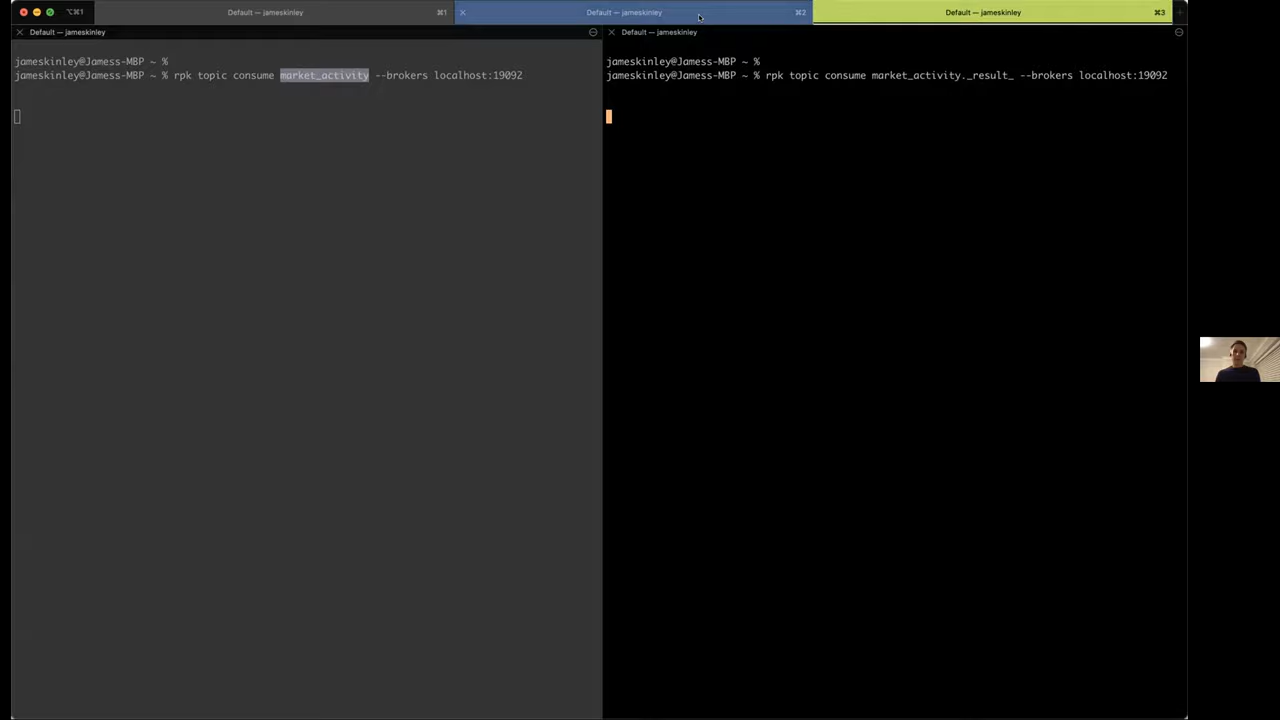 ⌥⌘1 Default — jameskinley ⌘1 Default — jameskinley ⌘2 Default — jameskinley ⌘3
Default — jameskinley
jameskinley@Jamess-MBP ~ %
jameskinley@Jamess-MBP ~ % rpk topic consume market_activity --brokers localhost:19092
Default — jameskinley
jameskinley@Jamess-MBP ~ %
jameskinley@Jamess-MBP ~ % rpk topic consume market_activity._result_ --brokers localhost:19092